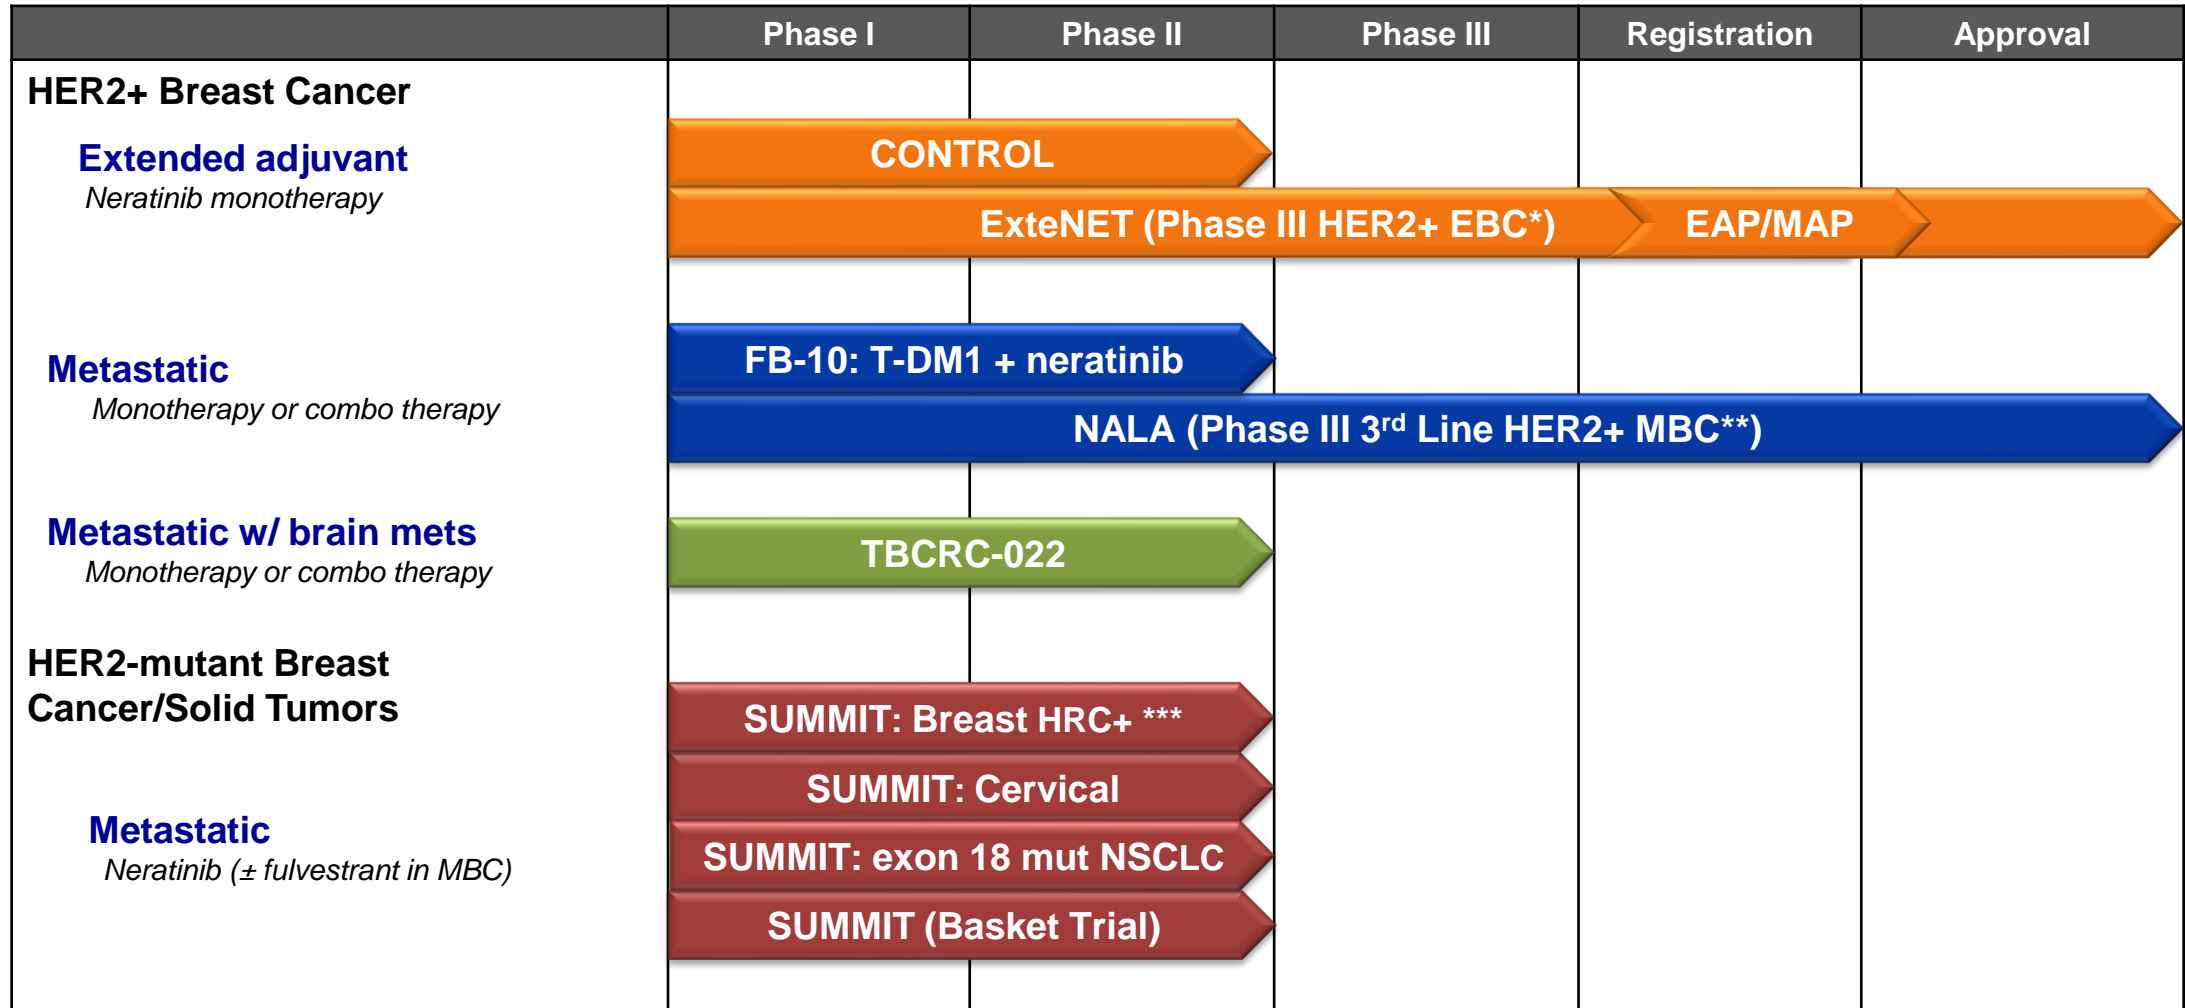 Phase I Phase II Phase III Registration Approval
HER2+ Breast Cancer
Extended adjuvant
Neratinib monotherapy
CONTROL
ExteNET (Phase III HER2+ EBC*) EAP/MAP
Metastatic
Monotherapy or combo therapy
FB-10: T-DM1 + neratinib
NALA (Phase III 3rd Line HER2+ MBC**)
Metastatic w/ brain mets
Monotherapy or combo therapy
TBCRC-022
HER2-mutant Breast
Cancer/Solid Tumors
Metastatic
Neratinib (± fulvestrant in MBC)
SUMMIT: Breast HRC+ ***
SUMMIT: Cervical
SUMMIT: exon 18 mut NSCLC
SUMMIT (Basket Trial)